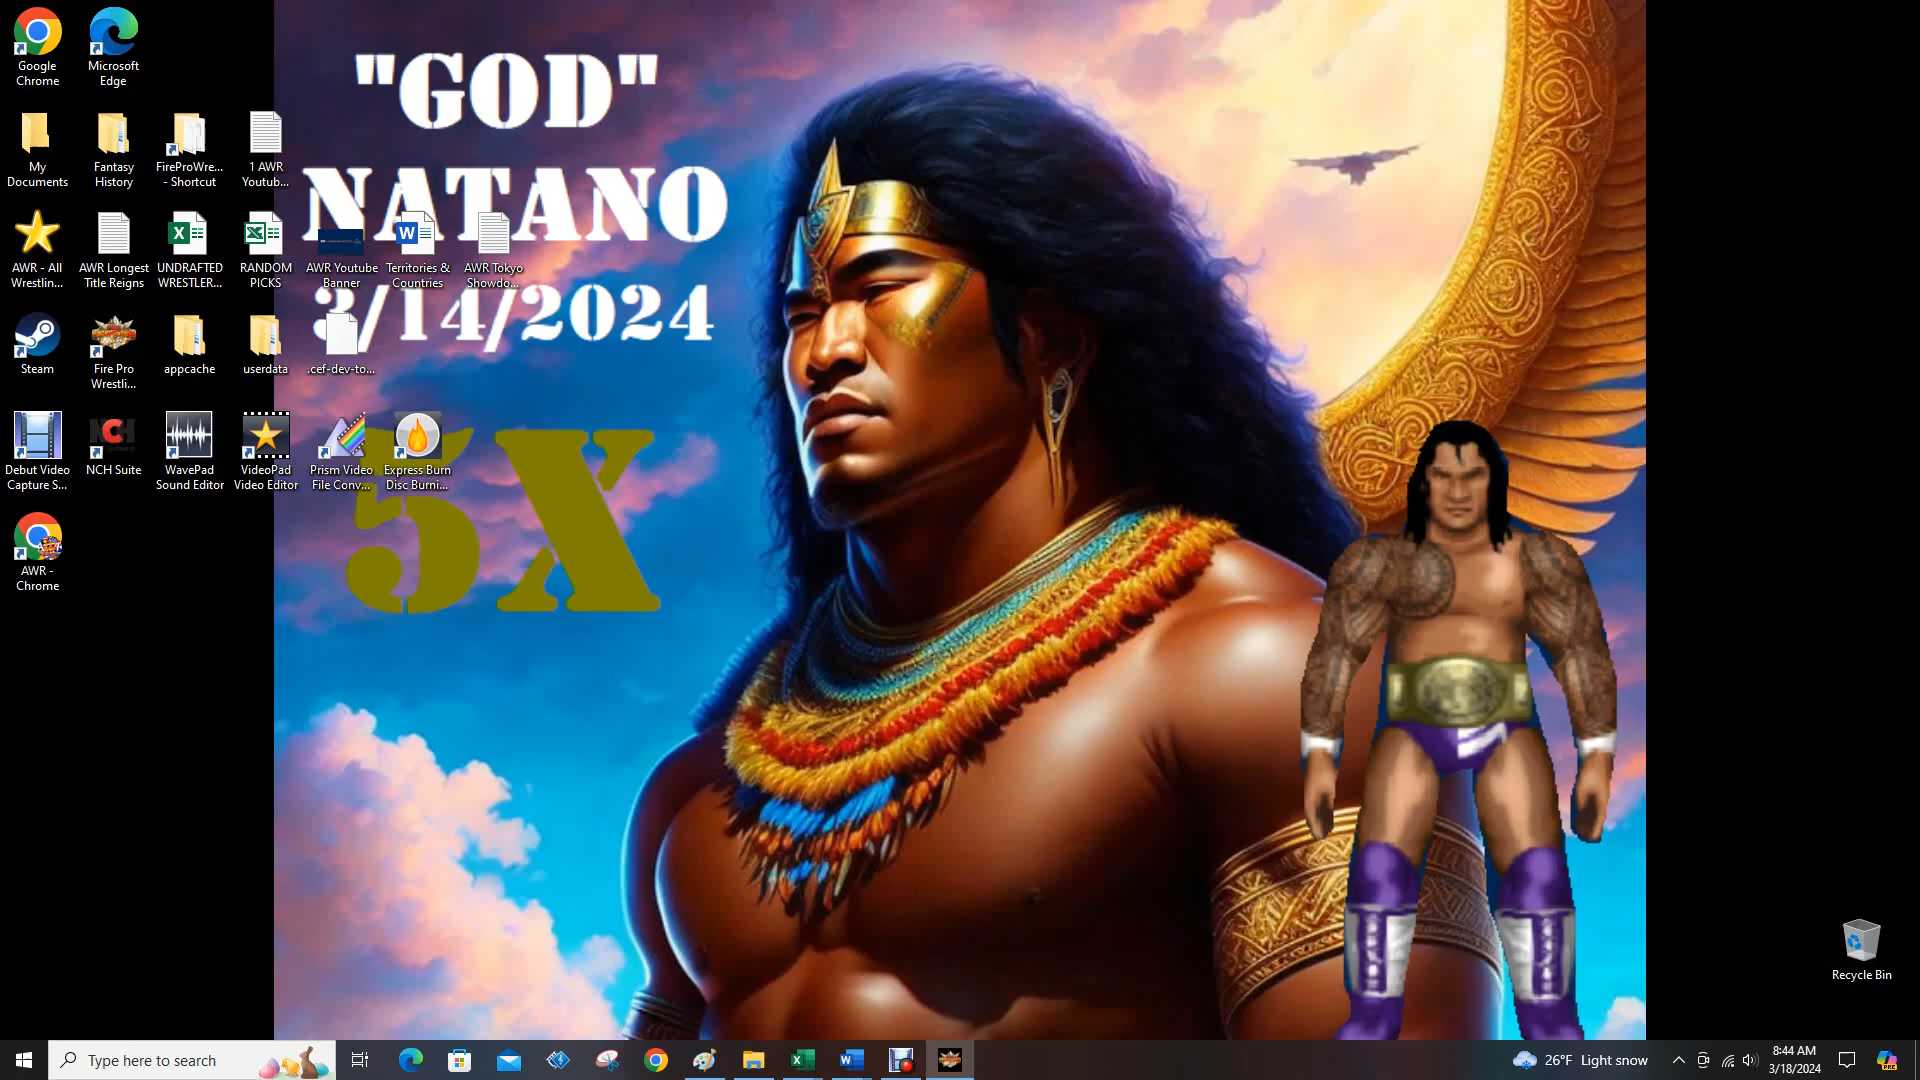 Google
Chrome
Microsoft
Edge
"GOD"
NATANO
3/14/2024
5X
My
Documents
Fantasy
History
FireProWre...
- Shortcut
1 AWR
Youtub...
AWR - All
Wrestlin...
AWR Longest
Title Reigns
UNDRAFTED
WRESTLER...
RANDOM
PICKS
AWR Youtube
Banner
Territories &
Countries
AWR Tokyo
Showdo...
Steam
Fire Pro
Wrestli...
appcache
userdata
.cef-dev-to...
Debut Video
Capture S...
NCH Suite
WavePad
Sound Editor
VideoPad
Video Editor
Prism Video
File Conv...
Express Burn
Disc Burni...
AWR -
Chrome
Recycle Bin
Type here to search
26°F Light snow
8:44 AM
3/18/2024